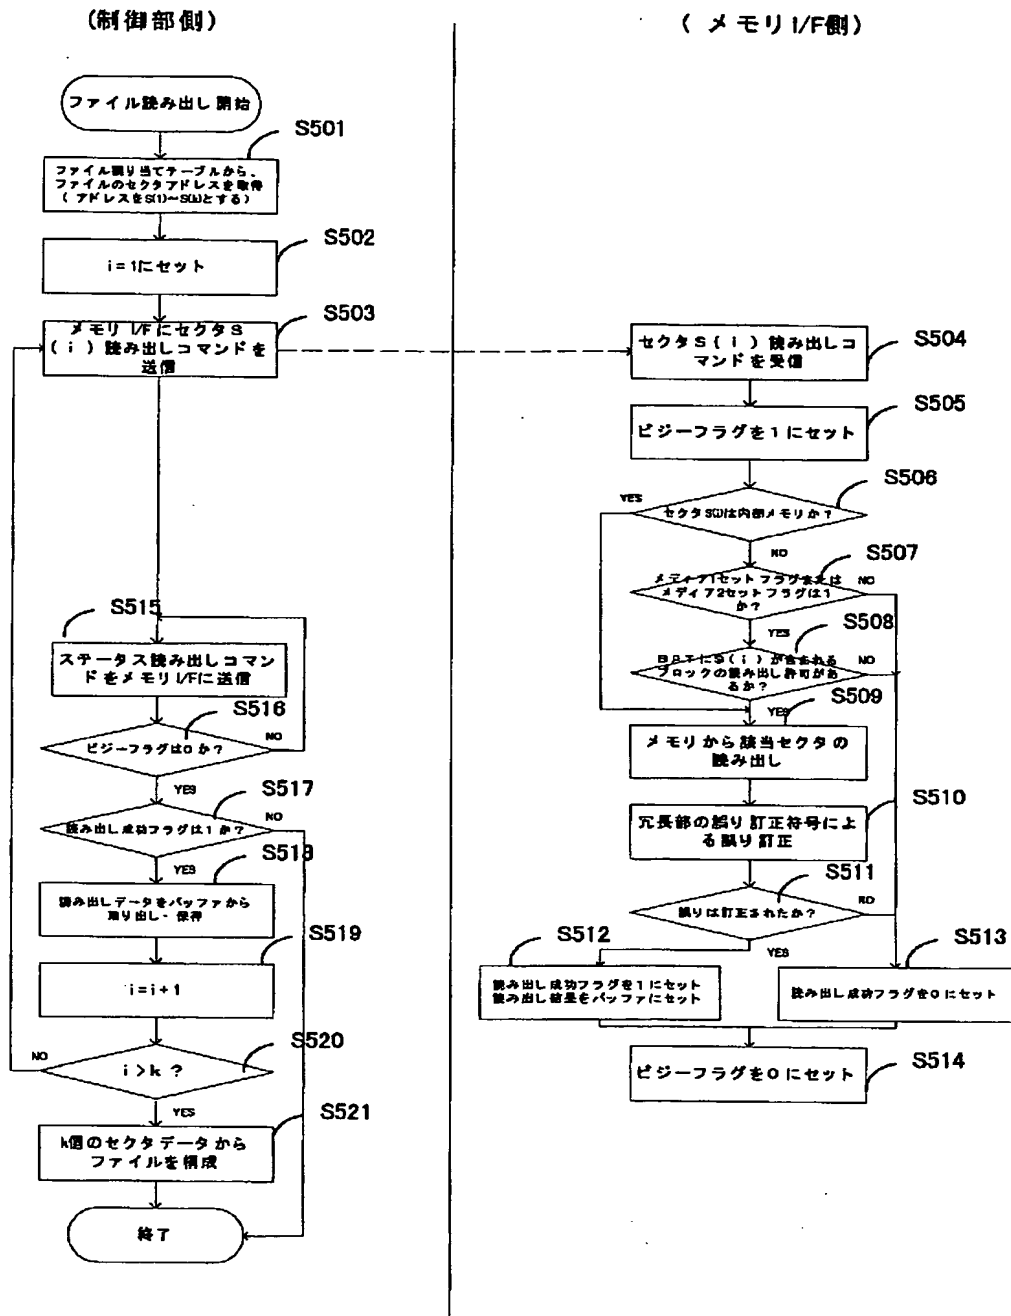 (制御部側)
ファイル読み出し開始
S501
ファイル割り当てテーブルから、
ファイルのセクタアドレスを取得
(アドレスをS(1)~S(k)とする)
S502
i=1にセット
S503
メモリI/FにセクタS
(i)読み出しコマンドを
送信
S515
ステータス読み出しコマン
ドをメモリI/Fに送信
S516
ビジーフラグは0か?
NO
YES
S517
読み出し成功フラグは1か?
NO
YES
S518
読み出しデータをバッファから
取り出し・保存
S519
i=i+1
S520
i>k ?
NO
YES
S521
k個のセクタデータから
ファイルを構成
終了
(メモリI/F側)
S504
セクタS(i)読み出しコ
マンドを受信
S505
ビジーフラグを1にセット
S506
YES
セクタS(i)は内部メモリか?
NO
S507
メディア1セットフラグまたは
メディア2セットフラグは1
か?
NO
YES
S508
にS(i)が含まれる
ブロックの読み出し許可があ
るか?
NO
YES
S509
メモリから該当セクタの
読み出し
S510
冗長部の誤り訂正符号によ
る誤り訂正
S511
誤りは訂正されたか?
NO
YES
S512
読み出し成功フラグを1にセット
読み出し結果をバッファにセット
S513
読み出し成功フラグを0にセット
S514
ビジーフラグを0にセット